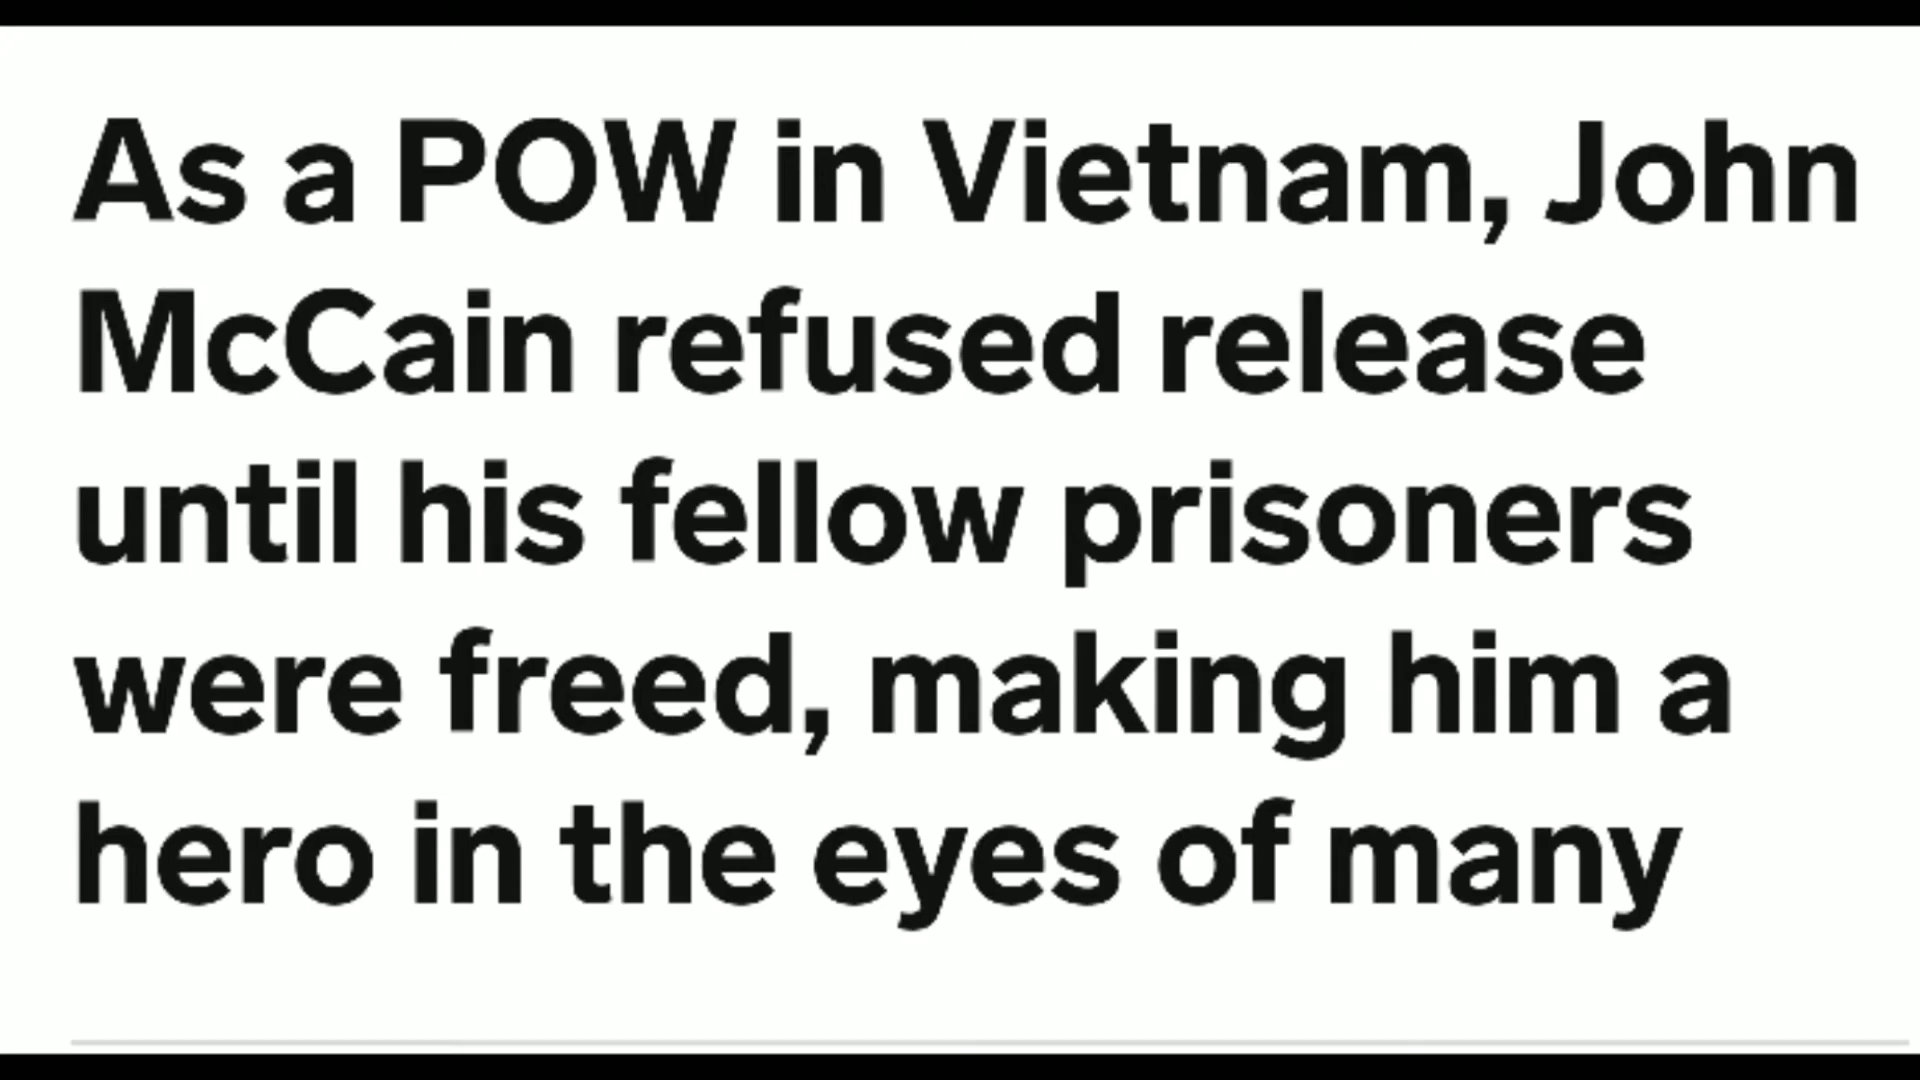 As a POW in Vietnam, John
McCain refused release
until his fellow prisoners
were freed, making him a
hero in the eyes of many